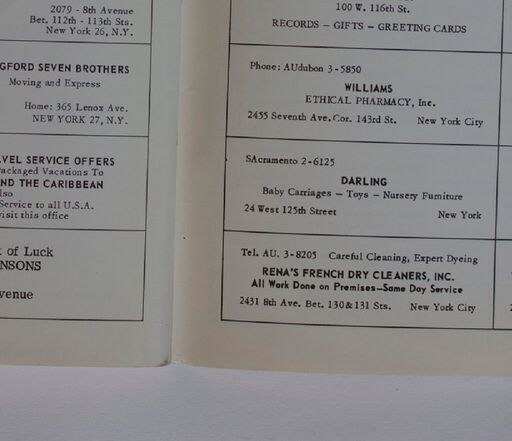 2079 - 8th Avenue
Bet. 112th - 113th Sts.
New York 26, N.Y.
GFORD SEVEN BROTHERS
Moving and Express
Home: 365 Lenox Ave.
NEW YORK 27, N.Y.
VEL SERVICE OFFERS
Packaged Vacations To
ND THE CARIBBEAN
lso
Service to all U.S.A.
visit this office
of Luck
NSONS
venue
100 W. 116th St.
RECORDS - GIFTS - GREETING CARDS
Phone: AUdubon 3-5850
WILLIAMS
ETHICAL PHARMACY, Inc.
2455 Seventh Ave. Cor. 143rd St. New York City
SAcramento 2-6125
DARLING
Baby Carriages - Toys - Nursery Furniture
24 West 125th Street New York
Tel. AU. 3-8205 Careful Cleaning, Expert Dyeing
RENA'S FRENCH DRY CLEANERS, INC.
All Work Done on Premises—Same Day Service
2431 8th Ave. Bet. 130 & 131 Sts. New York City